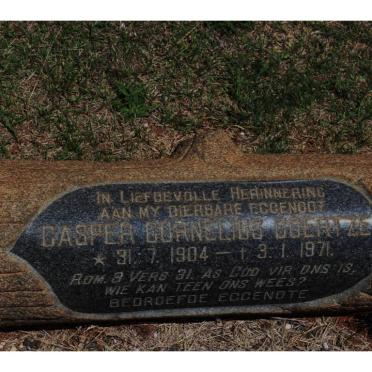 IN LIEFDEVOLLE HERINNERING
AAN MY DIERBARE EGGENOOT
CASPER CORNELIUS COERTZE
* 31. 7. 1904 — † 3. 1. 1971.
ROM. 8 VERS 31. AS GOD VIR ONS IS,
WIE KAN TEEN ONS WEES?
BEDROEFDE EGGENOTE